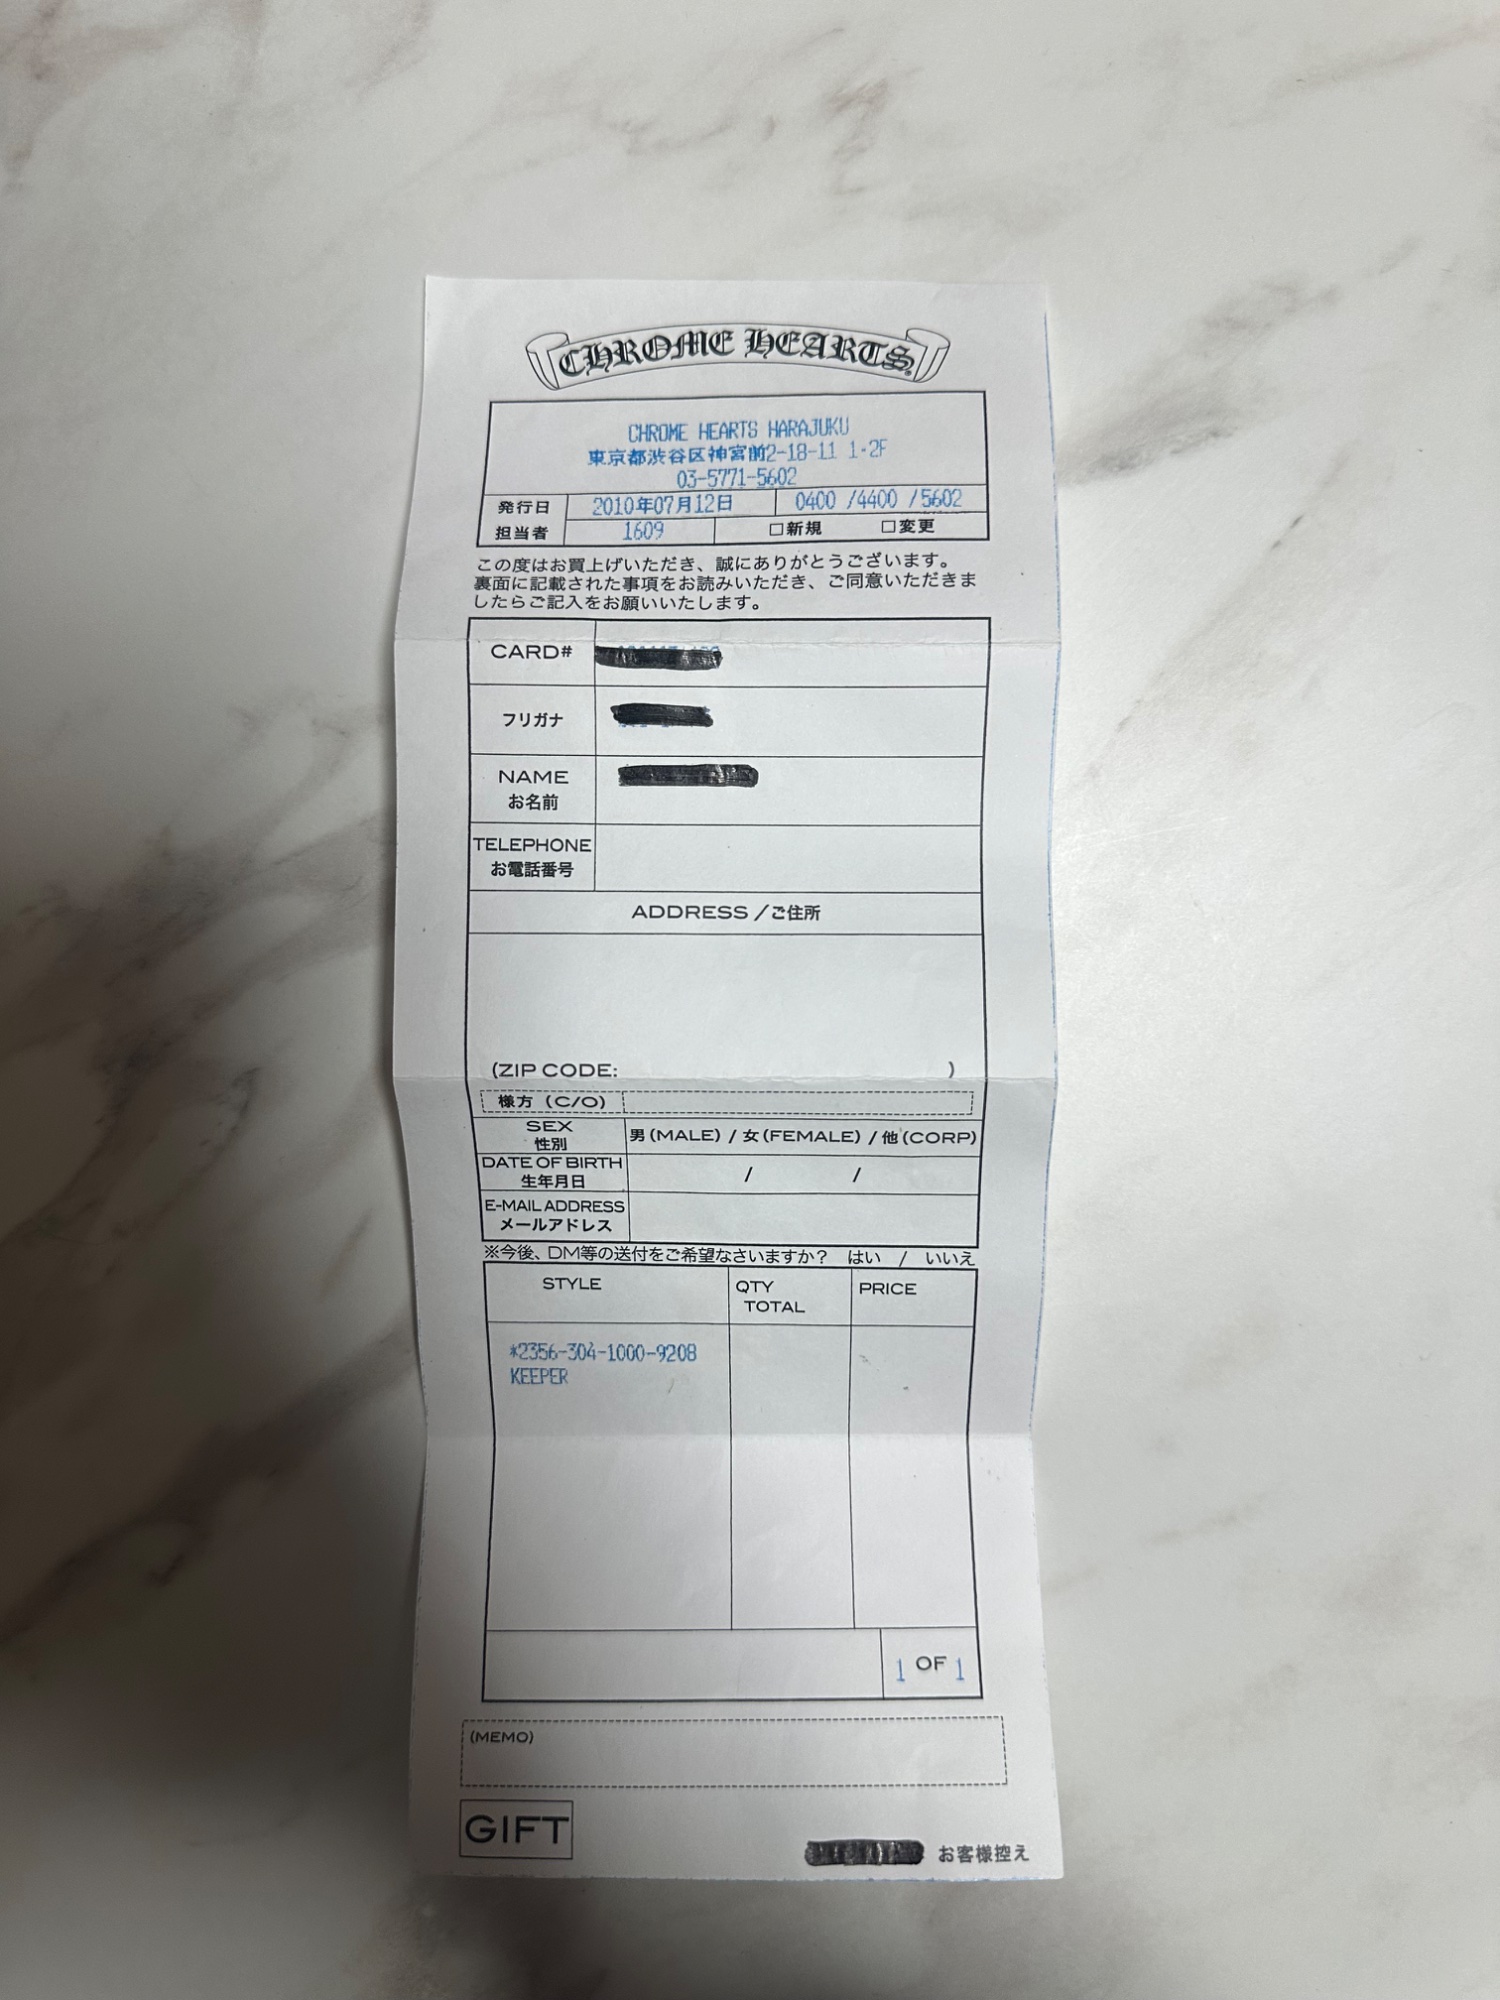 CHROME HEARTS
CHROME HEARTS HARAJUKU
東京都渋谷区神宮前2-18-11 1・2F
03-5771-5602
発行日 2010年07月12日 0400 /4400 /5602
担当者 1609 □新規 □変更
この度はお買上げいただき、誠にありがとうございます。
裏面に記載された事項をお読みいただき、ご同意いただきま
したらご記入をお願いいたします。
CARD#
フリガナ
NAME
お名前
TELEPHONE
お電話番号
ADDRESS/ご住所
(ZIP CODE: )
様方 (C/O)
SEX
性別
男(MALE) / 女(FEMALE) / 他(CORP)
DATE OF BIRTH
生年月日
/ /
E-MAIL ADDRESS
メールアドレス
※今後、DM等の送付をご希望なさいますか? はい / いいえ
STYLE QTY PRICE
TOTAL
*2356-304-1000-9208
KEEPER
1 OF 1
(MEMO)
GIFT
お客様控え